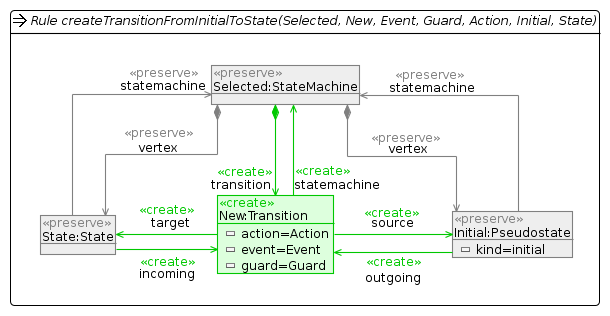 Rule createTransitionFromInitialToState(Selected, New, Event, Guard, Action, Initial, State)
«preserve»
Selected:StateMachine
«preserve»
statemachine
«preserve»
statemachine
«preserve»
vertex
«preserve»
vertex
«create»
transition
«create»
statemachine
«create»
New:Transition
action=Action
event=Event
guard=Guard
«preserve»
State:State
«create»
target
«create»
incoming
«create»
source
«create»
outgoing
«preserve»
Initial:Pseudostate
kind=initial